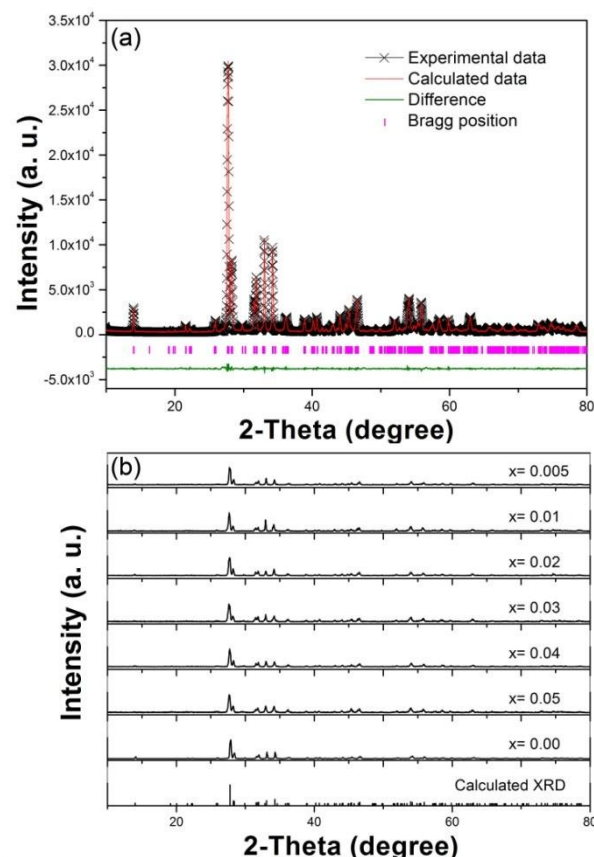 (a)
3.5x10⁴
3.0x10⁴
2.5x10⁴
2.0x10⁴
1.5x10⁴
1.0x10⁴
5.0x10³
0.0
-5.0x10³
Intensity (a. u.)
Experimental data
Calculated data
Difference
Bragg position
20 40 60 80
2-Theta (degree)
(b)
Intensity (a. u.)
x= 0.005
x= 0.01
x= 0.02
x= 0.03
x= 0.04
x= 0.05
x= 0.00
Calculated XRD
20 40 60 80
2-Theta (degree)